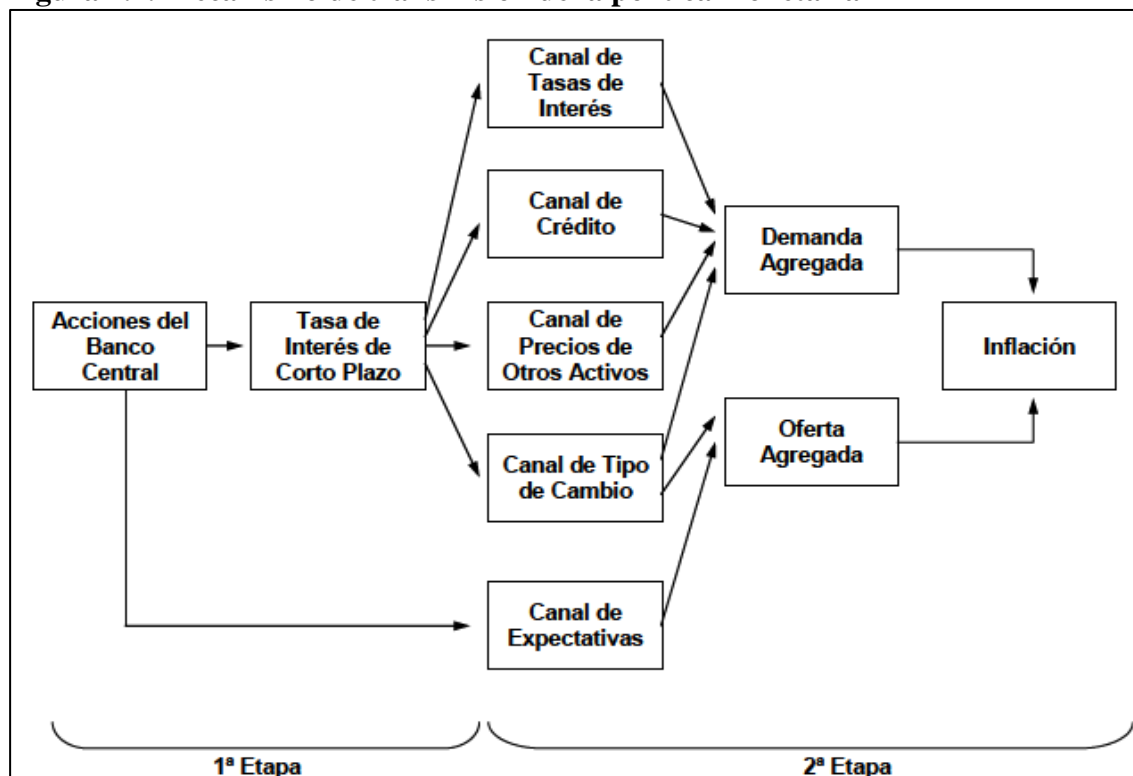 Canal de
Tasas de
Interés
Canal de
Crédito
Demanda
Agregada
Acciones del
Banco
Central
Tasa de
Interés de
Corto Plazo
Canal de
Precios de
Otros Activos
Inflación
Oferta
Agregada
Canal de Tipo
de Cambio
Canal de
Expectativas
1ª Etapa
2ª Etapa